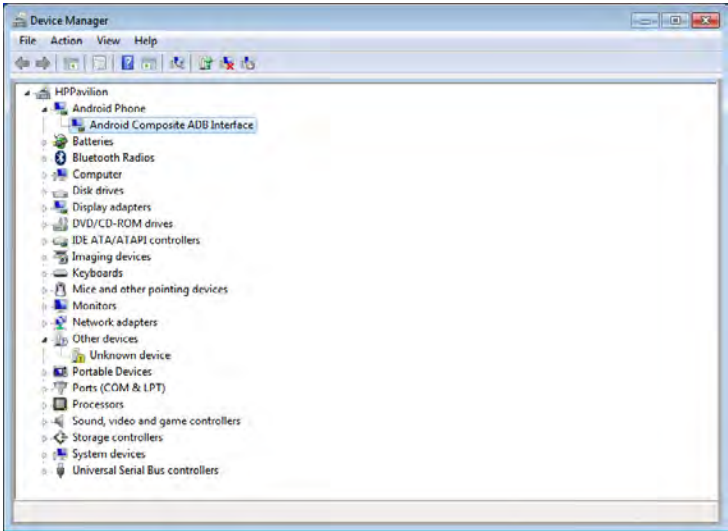 Device Manager
File Action View Help
HPPavilion
Android Phone
Android Composite ADB Interface
Batteries
Bluetooth Radios
Computer
Disk drives
Display adapters
DVD/CD-ROM drives
IDE ATA/ATAPI controllers
Imaging devices
Keyboards
Mice and other pointing devices
Monitors
Network adapters
Other devices
Unknown device
Portable Devices
Ports (COM & LPT)
Processors
Sound, video and game controllers
Storage controllers
System devices
Universal Serial Bus controllers